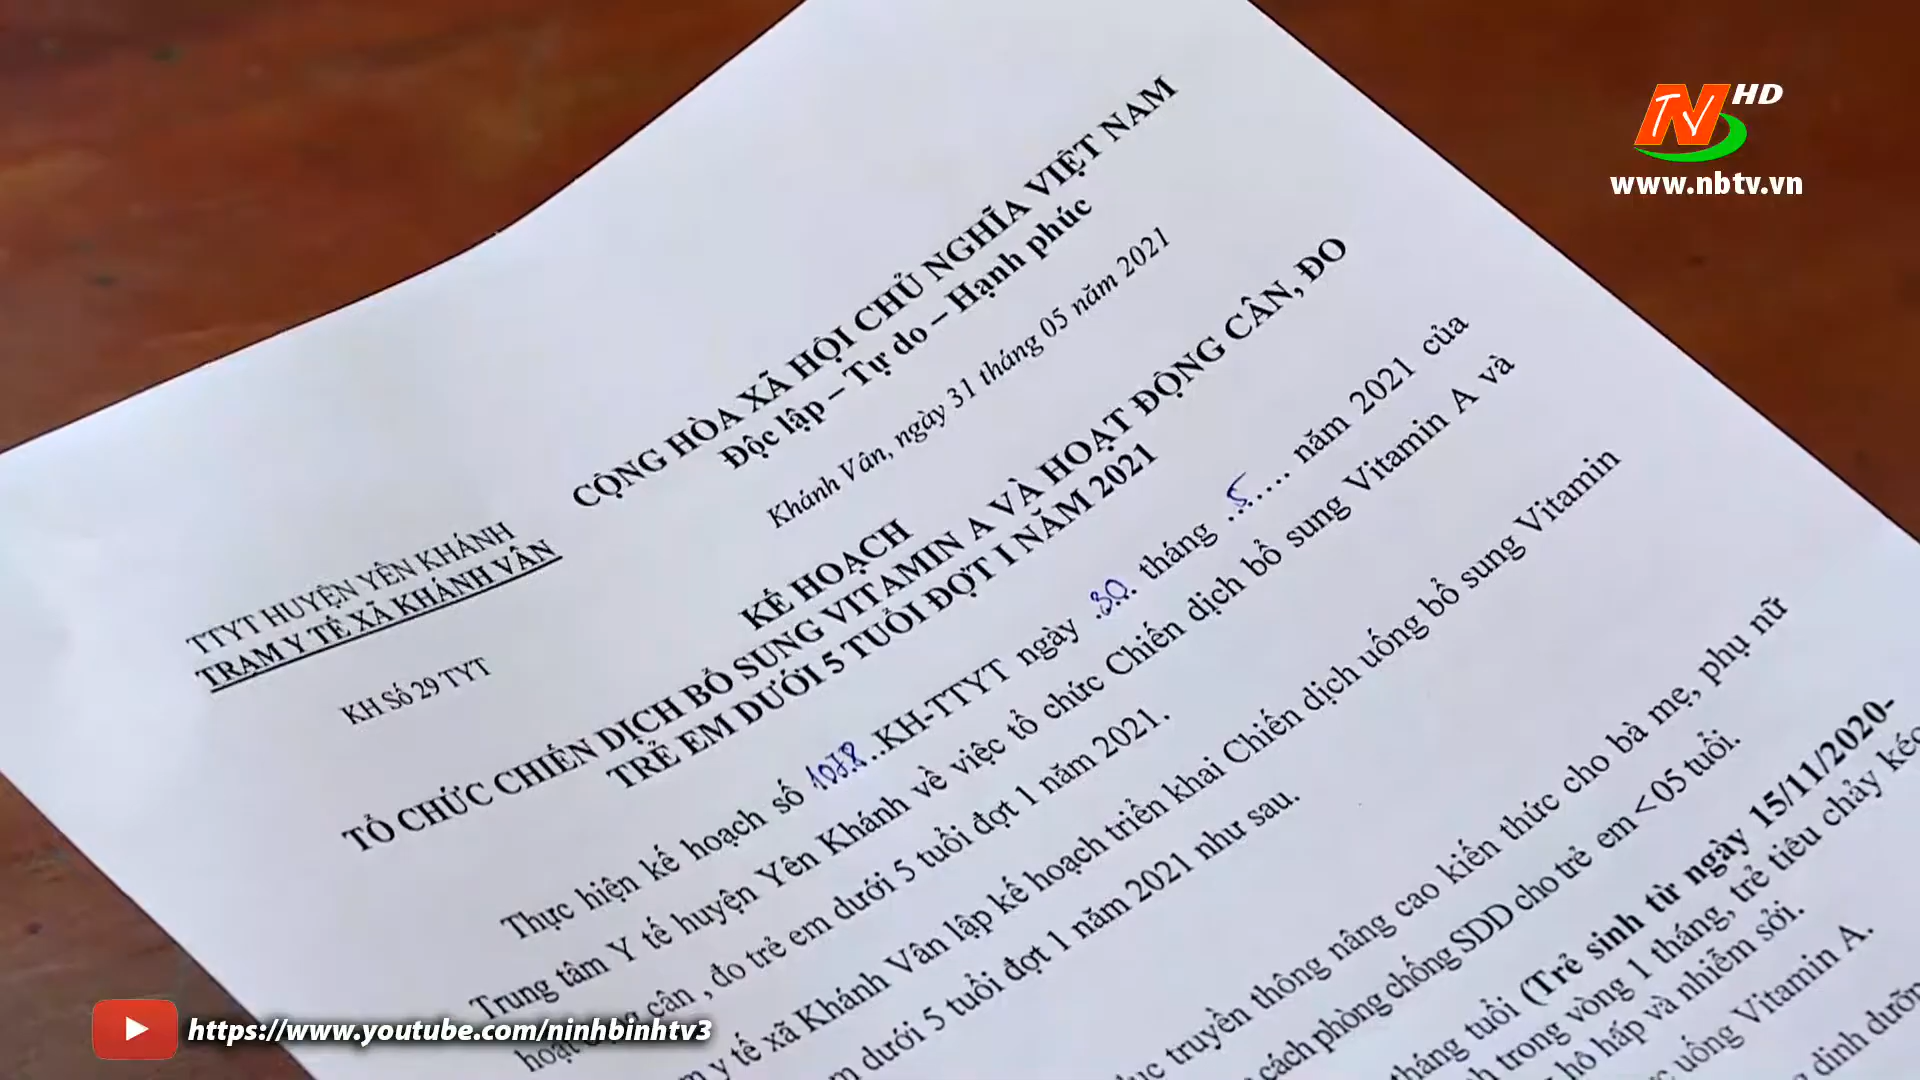 NTV HD
www.nbtv.vn
CỘNG HÒA XÃ HỘI CHỦ NGHĨA VIỆT NAM
Độc lập – Tự do – Hạnh phúc
Khánh Vân, ngày 31 tháng 05 năm 2021
TTYT HUYỆN YÊN KHÁNH
TRẠM Y TẾ XÃ KHÁNH VÂN
KH Số 29 TYT
KẾ HOẠCH
TỔ CHỨC CHIẾN DỊCH BỔ SUNG VITAMIN A VÀ HOẠT ĐỘNG CÂN, ĐO
TRẺ EM DƯỚI 5 TUỔI ĐỢT I NĂM 2021
Thực hiện kế hoạch số 1078..KH-TTYT ngày .30. tháng ..5..... năm 2021 của
Trung tâm Y tế huyện Yên Khánh về việc tổ chức Chiến dịch bổ sung Vitamin A và
hoạt cân , đo trẻ em dưới 5 tuổi đợt 1 năm 2021.
y tế xã Khánh Vân lập kế hoạch triển khai Chiến dịch uống bổ sung Vitamin
dưới 5 tuổi đợt 1 năm 2021 như sau.
truyền thông nâng cao kiến thức cho bà mẹ, phụ nữ
cách phòng chống SDD cho trẻ em < 05 tuổi.
tháng tuổi (Trẻ sinh từ ngày 15/11/2020-
trong vòng 1 tháng, trẻ tiêu chảy kéo
hô hấp và nhiễm sởi.
uống Vitamin A.
dinh dưỡng
https://www.youtube.com/ninhbinhtv3